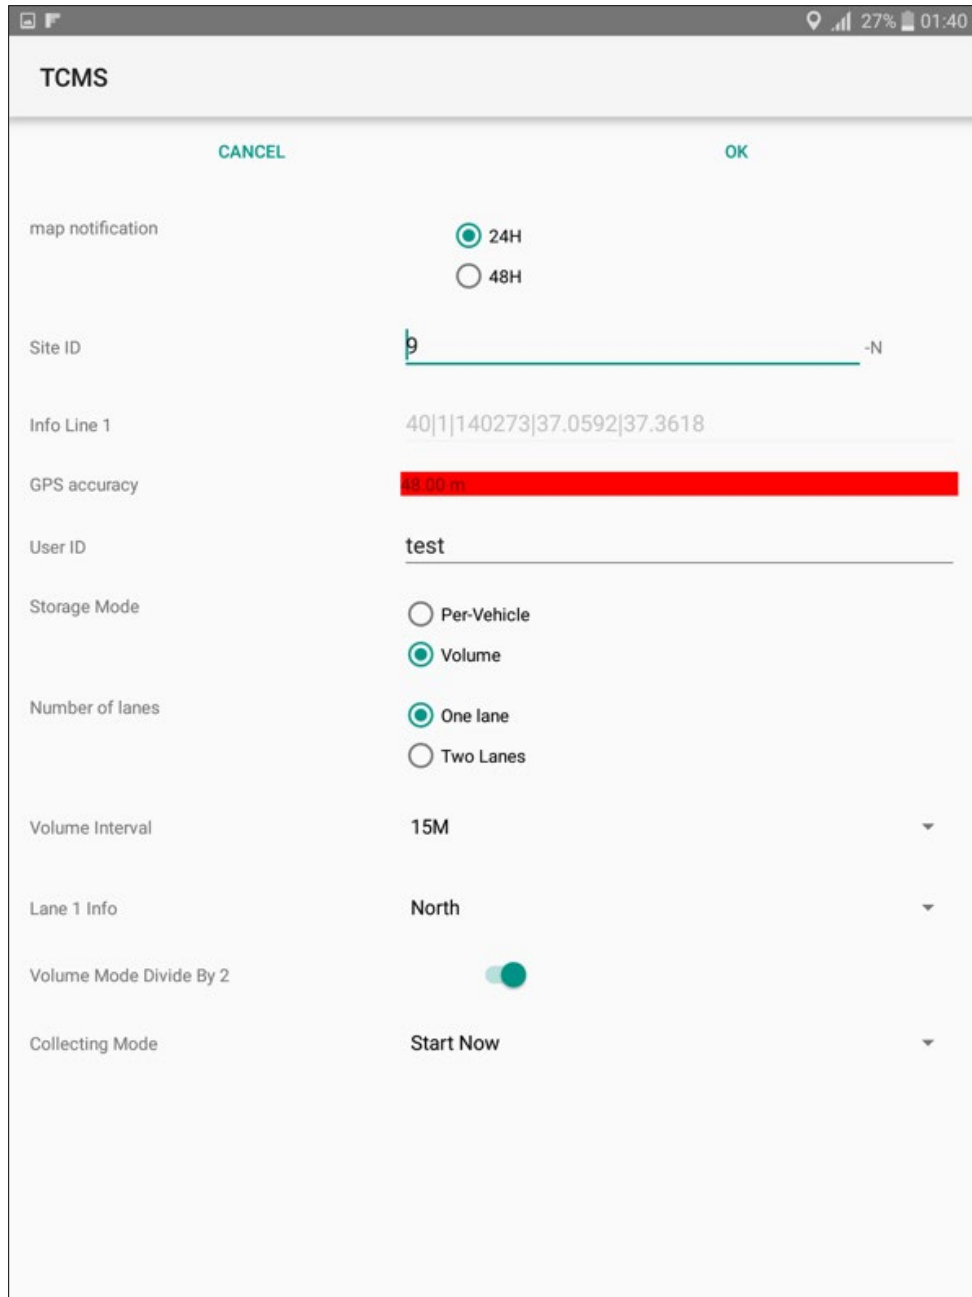 27% 01:40
TCMS
CANCEL OK
map notification
24H
48H
Site ID 9 -N
Info Line 1 40|1|140273|37.0592|37.3618
GPS accuracy 48.00 m
User ID test
Storage Mode
Per-Vehicle
Volume
Number of lanes
One lane
Two Lanes
Volume Interval 15M
Lane 1 Info North
Volume Mode Divide By 2
Collecting Mode Start Now